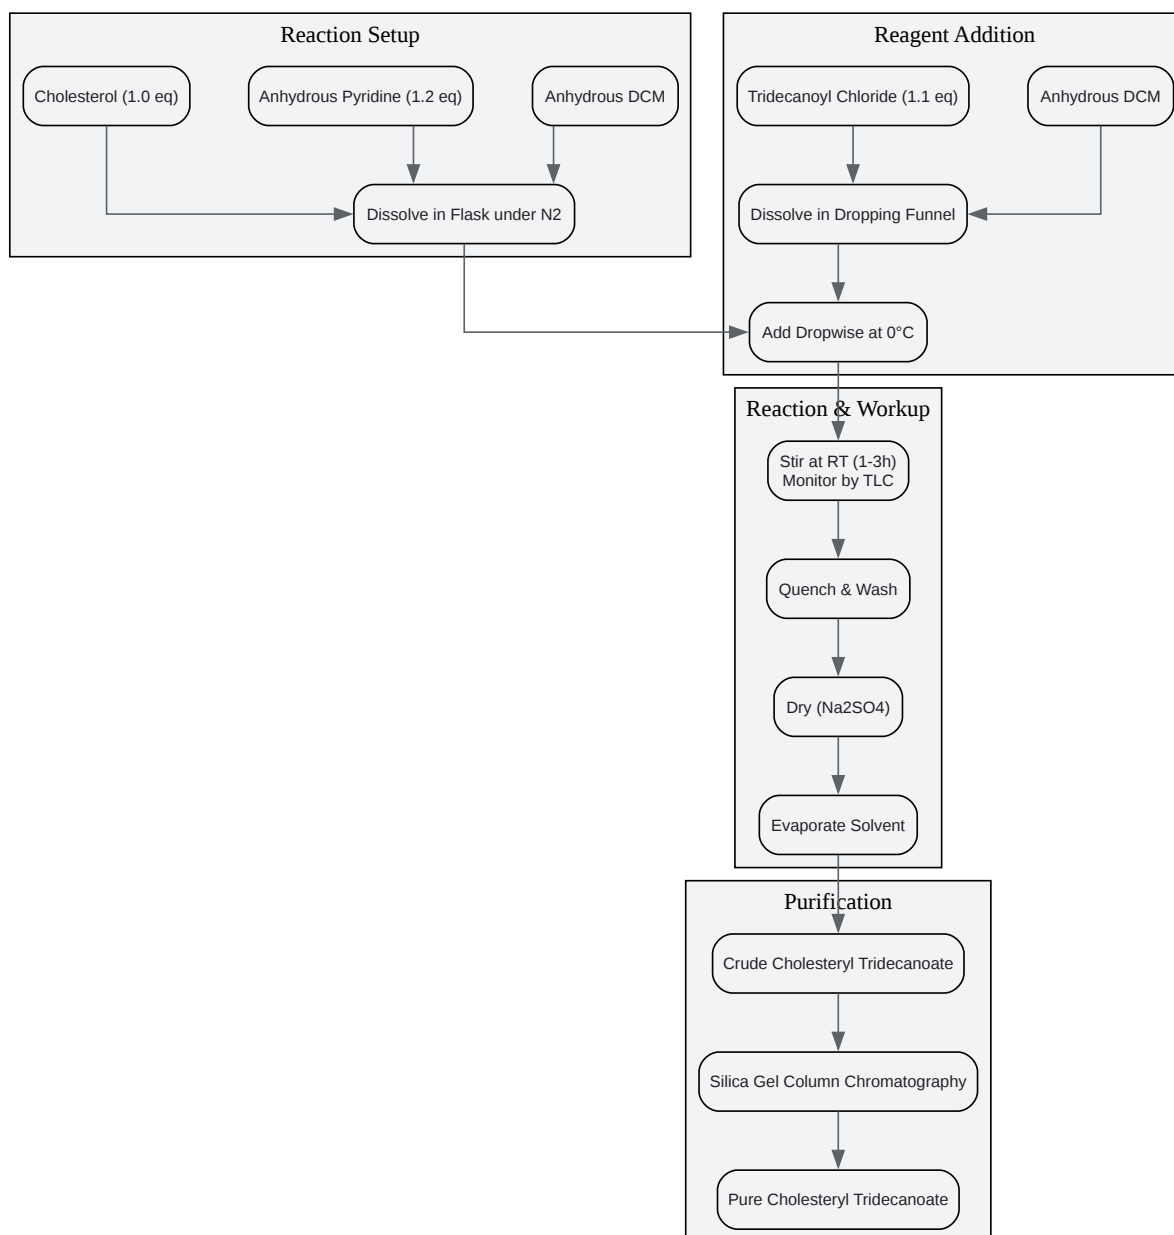 Reaction Setup
Cholesterol (1.0 eq)
Anhydrous Pyridine (1.2 eq)
Anhydrous DCM
Dissolve in Flask under N2
Reagent Addition
Tridecanoyl Chloride (1.1 eq)
Anhydrous DCM
Dissolve in Dropping Funnel
Add Dropwise at 0°C
Reaction & Workup
Stir at RT (1-3h)
Monitor by TLC
Quench & Wash
Dry (Na2SO4)
Evaporate Solvent
Purification
Crude Cholesteryl Tridecanoate
Silica Gel Column Chromatography
Pure Cholesteryl Tridecanoate